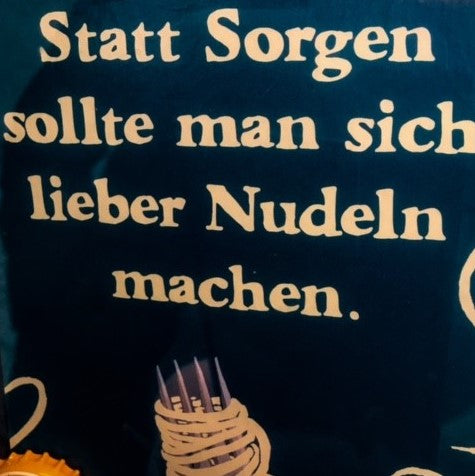 Statt Sorgen
sollte man sich
lieber Nudeln
machen.